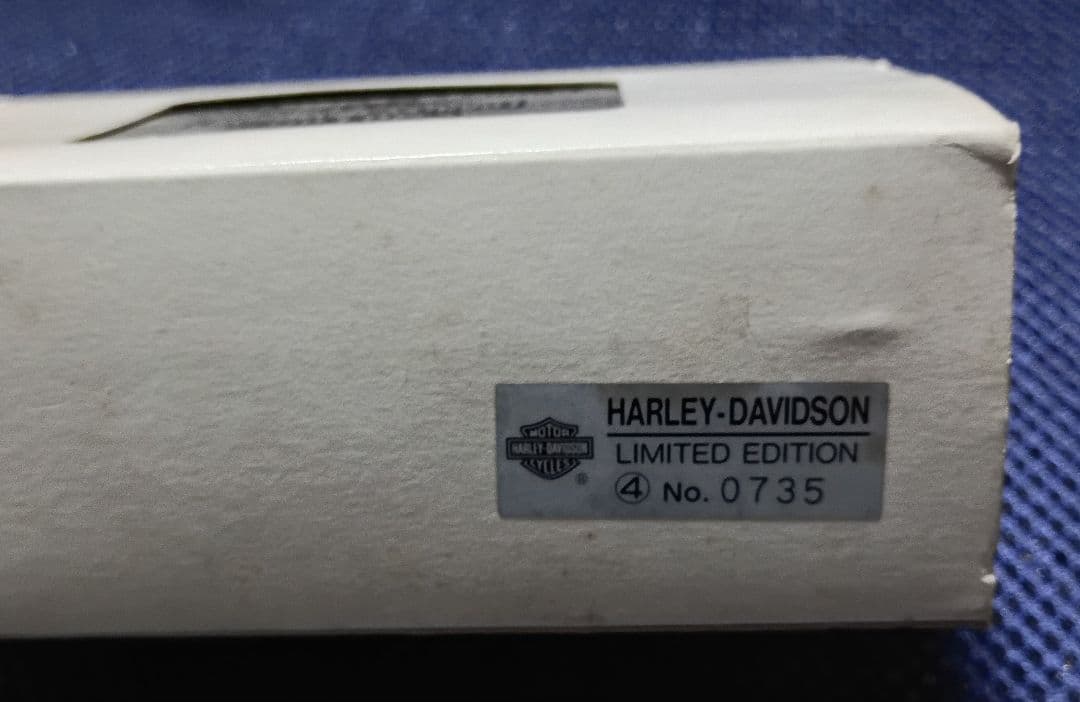 HARLEY-DAVIDSON
LIMITED EDITION
④ No. 0735
MOTOR
HARLEY-DAVIDSON
CYCLES
®